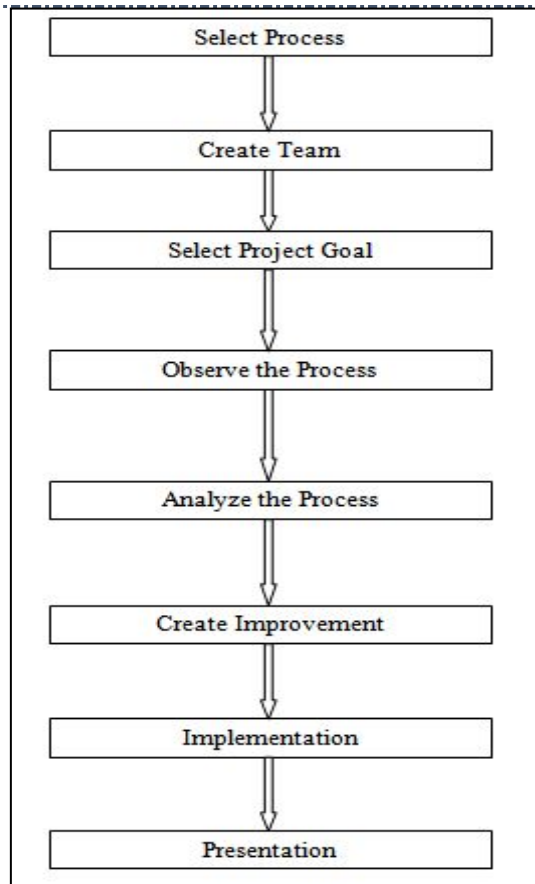 Select Process
Create Team
Select Project Goal
Observe the Process
Analyze the Process
Create Improvement
Implementation
Presentation